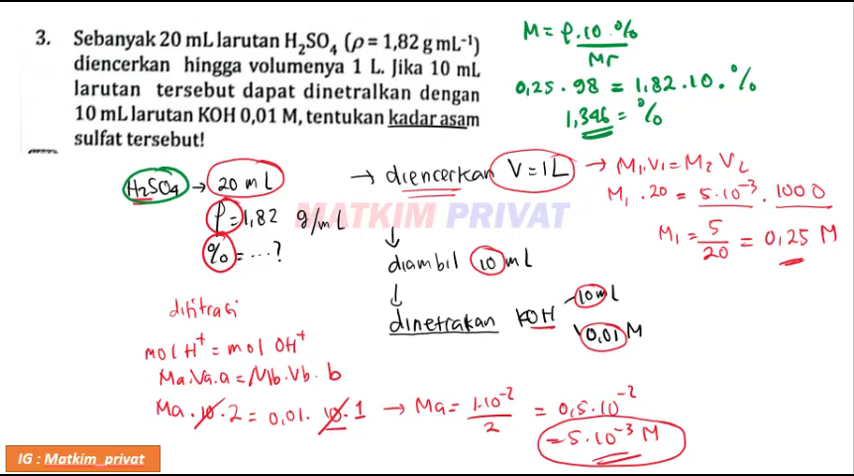 3. Sebanyak 20 mL larutan H₂SO₄ (ρ = 1,82 g mL⁻¹)
diencerkan hingga volumenya 1 L. Jika 10 mL
larutan tersebut dapat dinetralkan dengan
10 mL larutan KOH 0,01 M, tentukan kadar asam
sulfat tersebut!
M = ρ.10.%
Mr
0,25 . 98 = 1,82.10.%
1,346 = %
H₂SO₄ → 20 mL
ρ = 1,82 g/mL
% = ...?
→ diencerkan V = 1L → M₁.V₁ = M₂ V₂
M₁ . 20 = 5.10⁻³ . 1000
M₁ = 5/20 = 0,25 M
MATKIM PRIVAT
↓
diambil 10 mL
↓
dinetrakan KOH 10mL
0,01 M
dititrasi
mol H⁺ = mol OH⁺
Ma.Va.a = Mb.Vb.b
Ma.10.2 = 0,01.10.1 → Ma = 1.10⁻²/2 = 0,5.10⁻²
= 5.10⁻³ M
IG : Matkim_privat